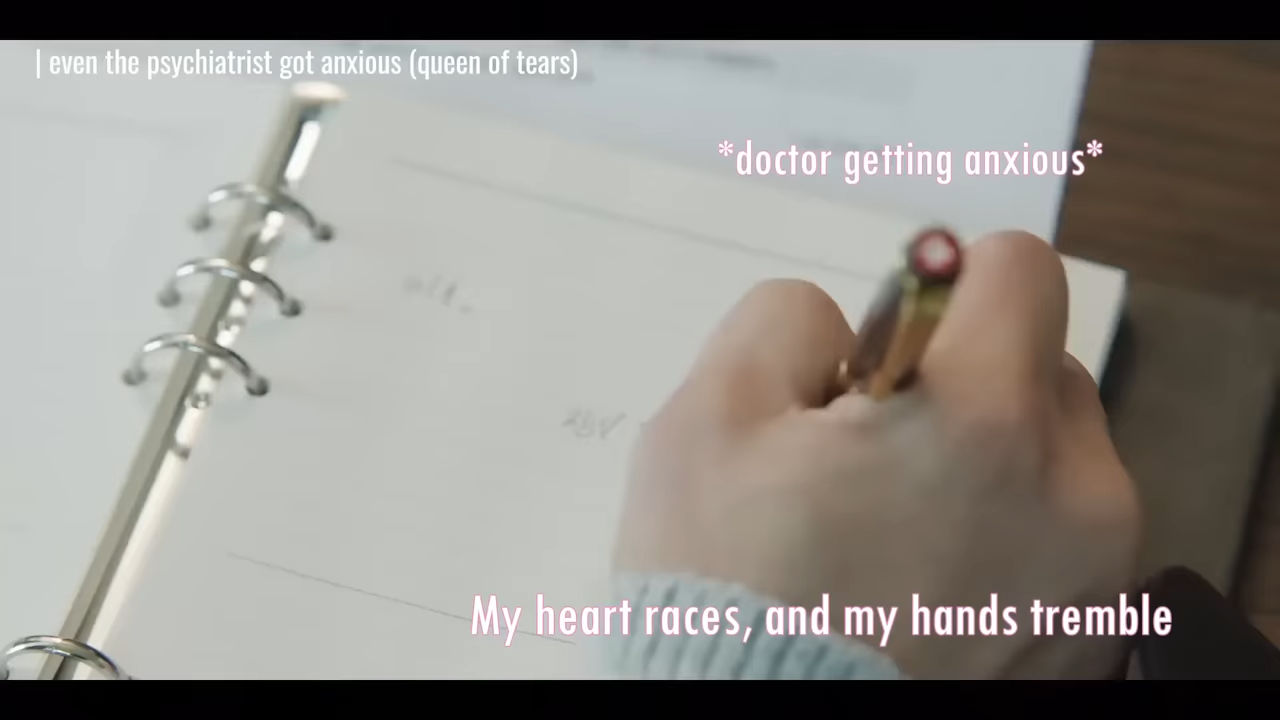 | even the psychiatrist got anxious (queen of tears)
*doctor getting anxious*
My heart races, and my hands tremble